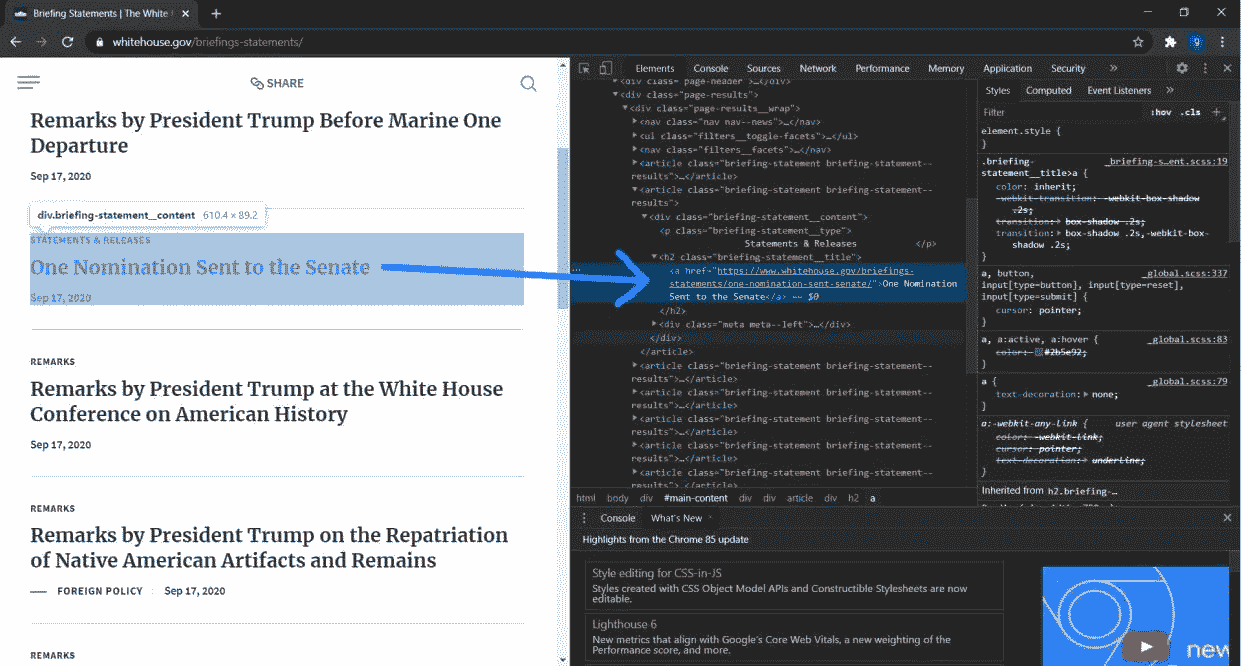 Briefing Statements | The White
whitehouse.gov/briefings-statements/
SHARE
Remarks by President Trump Before Marine One
Departure
Sep 17, 2020
div.briefing-statement__content 610.4 × 89.2
STATEMENTS & RELEASES
One Nomination Sent to the Senate
Sep 17, 2020
REMARKS
Remarks by President Trump at the White House
Conference on American History
Sep 17, 2020
REMARKS
Remarks by President Trump on the Repatriation
of Native American Artifacts and Remains
FOREIGN POLICY Sep 17, 2020
REMARKS
Elements Console Sources Network Performance Memory Application Security »
<div class="page-header">…</div>
▼<div class="page-results">
▼<div class="page-results__wrap">
▶<nav class="nav nav--news">…</nav>
▶<ul class="filters__toggle-facets">…</ul>
▶<nav class="filters__facets">…</nav>
▶<article class="briefing-statement briefing-statement--
results">…</article>
▼<article class="briefing-statement briefing-statement--
results">
▼<div class="briefing-statement__content">
<p class="briefing-statement__type">
Statements & Releases </p>
▼<h2 class="briefing-statement__title">
<a href="https://www.whitehouse.gov/briefings-
statements/one-nomination-sent-senate/">One Nomination
Sent to the Senate</a> == $0
</h2>
▶<div class="meta meta--left">…</div>
</div>
</article>
▶<article class="briefing-statement briefing-statement--
results">…</article>
▶<article class="briefing-statement briefing-statement--
results">…</article>
▶<article class="briefing-statement briefing-statement--
results">…</article>
▶<article class="briefing-statement briefing-statement--
results">…</article>
▶<article class="briefing-statement briefing-statement--
results">…</article>
html body div #main-content div div article div h2 a
Styles Computed Event Listeners »
Filter :hov .cls +
element.style {
}
.briefing- _briefing-s…ent.scss:19
statement__title>a {
color: inherit;
-webkit-transition: -webkit-box-shadow
.2s;
transition:▶ box-shadow .2s;
transition:▶ box-shadow .2s,-webkit-box-
shadow .2s;
}
a, button, _global.scss:337
input[type=button], input[type=reset],
input[type=submit] {
cursor: pointer;
}
a, a:active, a:hover { _global.scss:83
color: #2b5e92;
}
a { _global.scss:79
text-decoration:▶ none;
}
a:-webkit-any-link { user agent stylesheet
color: -webkit-link;
cursor: pointer;
text-decoration:▶ underline;
}
Inherited from h2.briefing-…
Console What's New
Highlights from the Chrome 85 update
Style editing for CSS-in-JS
Styles created with CSS Object Model APIs and Constructible Stylesheets are now
editable.
Lighthouse 6
New metrics that align with Google's Core Web Vitals, a new weighting of the
Performance score, and more.
new